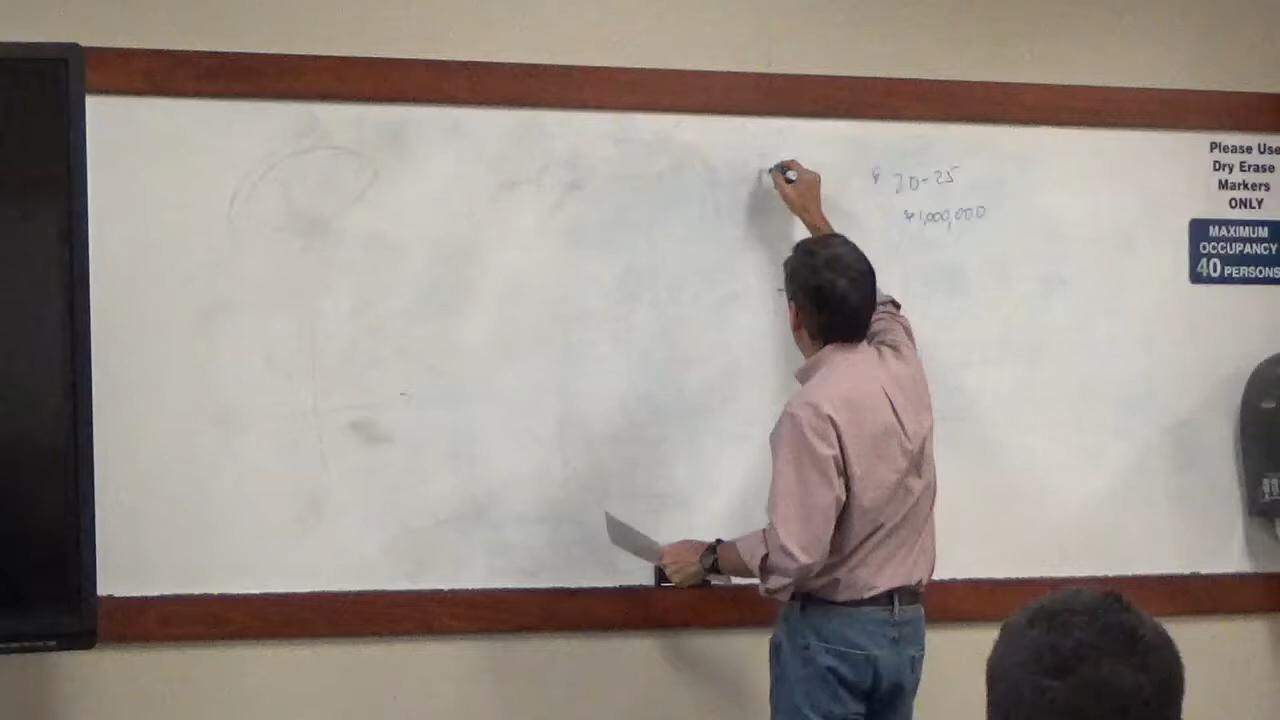 $ 20-25
$1,000,000
Please Use
Dry Erase
Markers
ONLY
MAXIMUM
OCCUPANCY
40 PERSONS